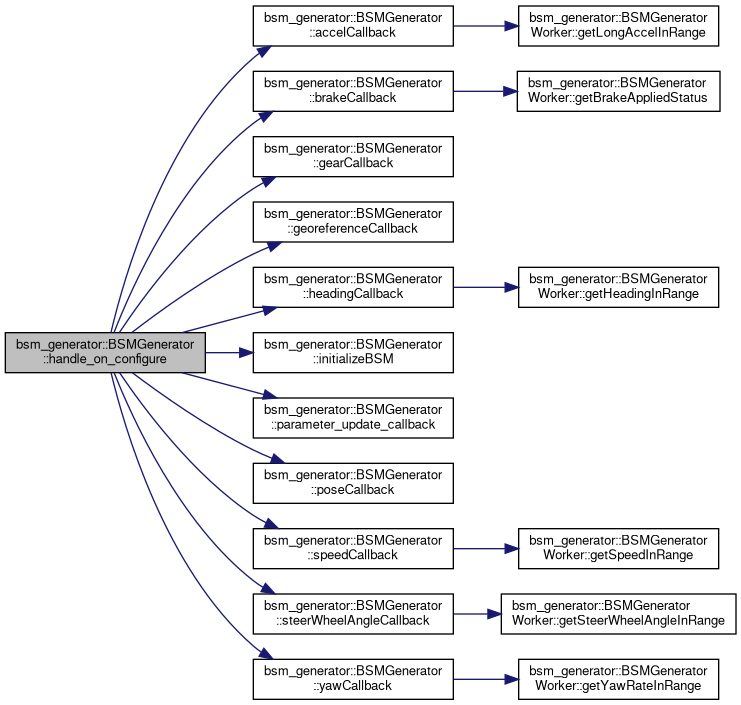 bsm_generator::BSMGenerator
::accelCallback
bsm_generator::BSMGenerator
Worker::getLongAccelInRange
bsm_generator::BSMGenerator
::brakeCallback
bsm_generator::BSMGenerator
Worker::getBrakeAppliedStatus
bsm_generator::BSMGenerator
::gearCallback
bsm_generator::BSMGenerator
::georeferenceCallback
bsm_generator::BSMGenerator
::headingCallback
bsm_generator::BSMGenerator
Worker::getHeadingInRange
bsm_generator::BSMGenerator
::handle_on_configure
bsm_generator::BSMGenerator
::initializeBSM
bsm_generator::BSMGenerator
::parameter_update_callback
bsm_generator::BSMGenerator
::poseCallback
bsm_generator::BSMGenerator
::speedCallback
bsm_generator::BSMGenerator
Worker::getSpeedInRange
bsm_generator::BSMGenerator
::steerWheelAngleCallback
bsm_generator::BSMGenerator
Worker::getSteerWheelAngleInRange
bsm_generator::BSMGenerator
::yawCallback
bsm_generator::BSMGenerator
Worker::getYawRateInRange